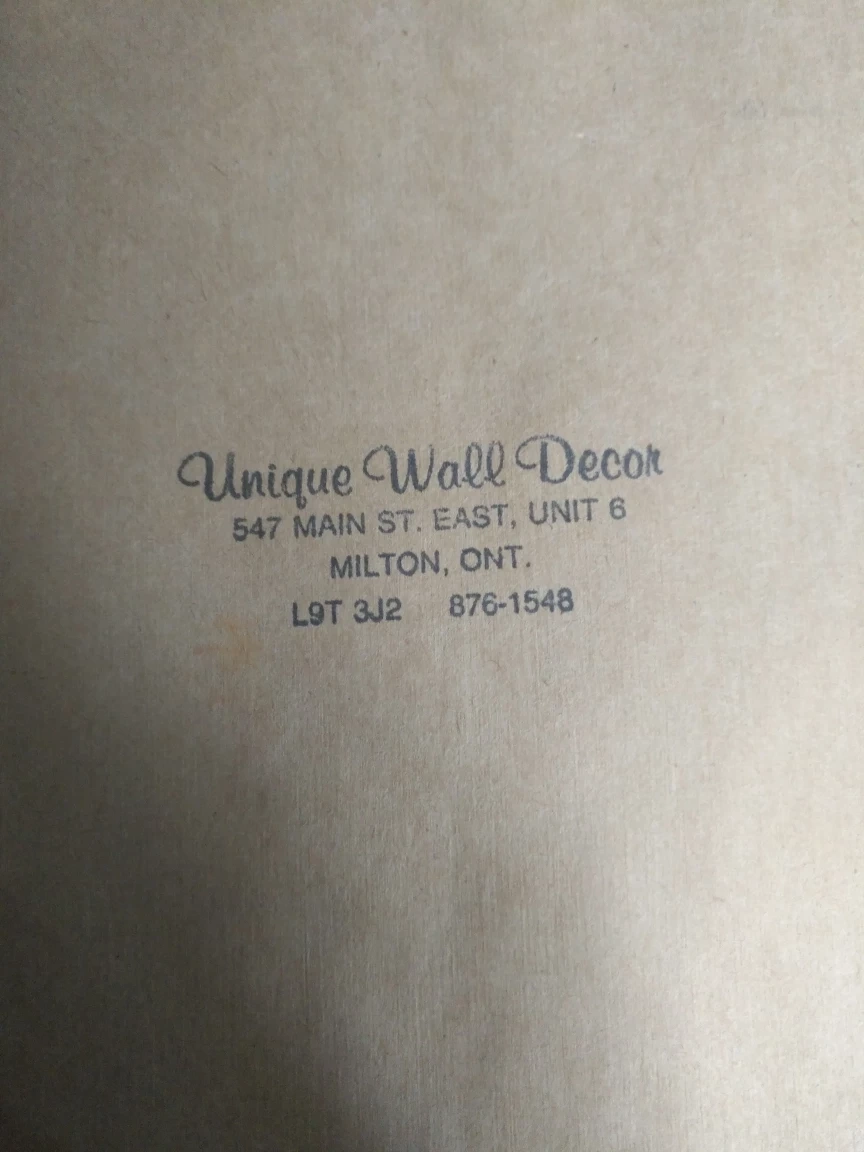 Unique Wall Decor
547 MAIN ST. EAST, UNIT 6
MILTON, ONT.
L9T 3J2 876-1548